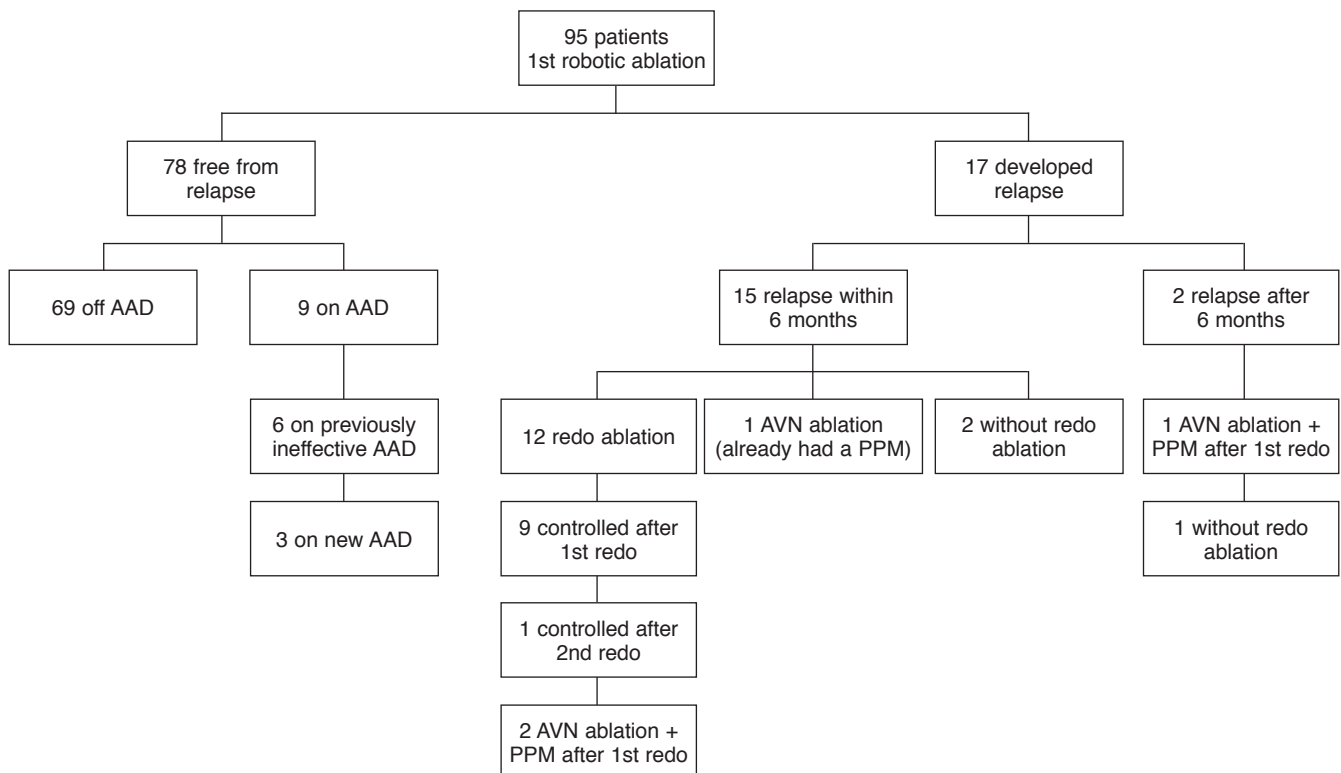 95 patients
1st robotic ablation
78 free from
relapse
17 developed
relapse
69 off AAD
9 on AAD
15 relapse within
6 months
2 relapse after
6 months
6 on previously
ineffective AAD
12 redo ablation
1 AVN ablation
(already had a PPM)
2 without redo
ablation
1 AVN ablation +
PPM after 1st redo
3 on new AAD
9 controlled after
1st redo
1 without redo
ablation
1 controlled after
2nd redo
2 AVN ablation +
PPM after 1st redo